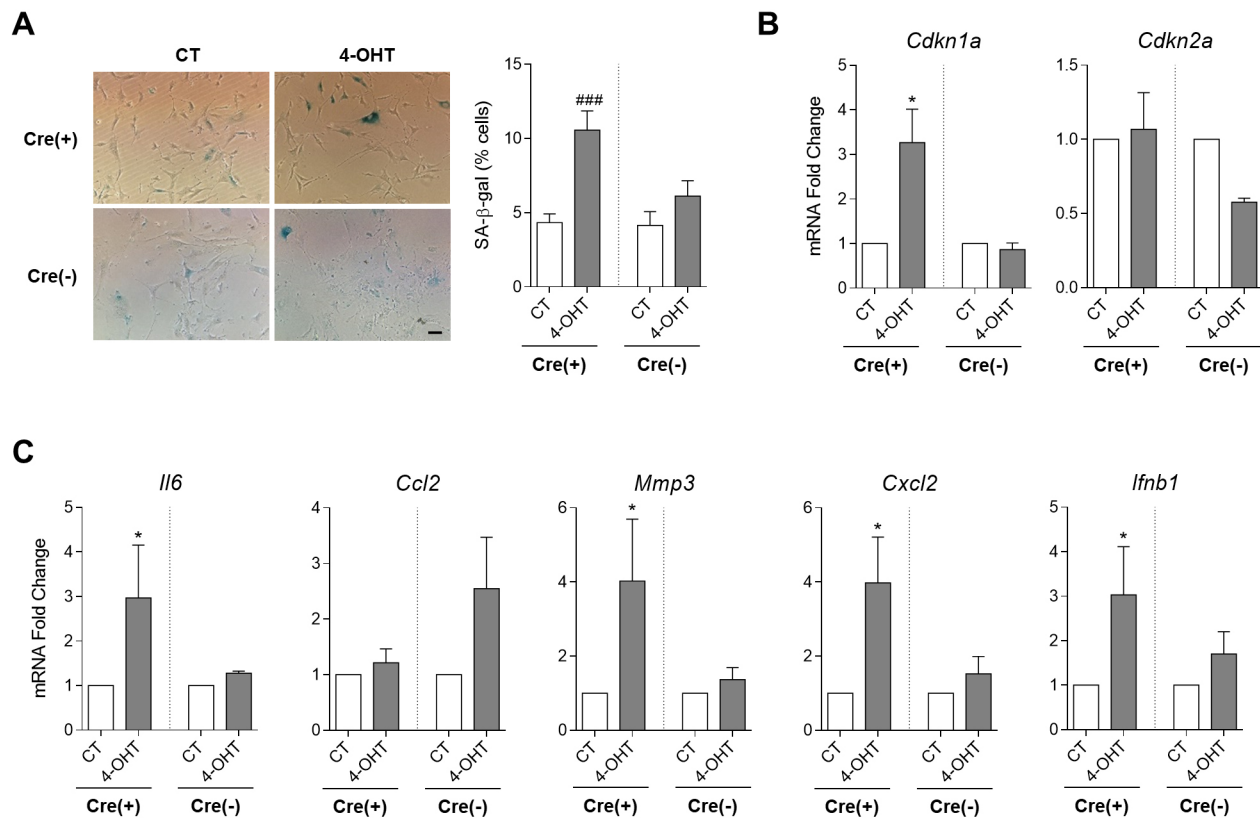 A
CT
4-OHT
Cre(+)
Cre(-)
SA-β-gal (% cells)
15
10
5
0
###
CT
4-OHT
CT
4-OHT
Cre(+)
Cre(-)
B
Cdkn1a
mRNA Fold Change
5
4
3
2
1
0
*
CT
4-OHT
CT
4-OHT
Cre(+)
Cre(-)
Cdkn2a
1.5
1.0
0.5
0.0
CT
4-OHT
CT
4-OHT
Cre(+)
Cre(-)
C
Il6
mRNA Fold Change
5
4
3
2
1
0
*
CT
4-OHT
CT
4-OHT
Cre(+)
Cre(-)
Ccl2
4
3
2
1
0
CT
4-OHT
CT
4-OHT
Cre(+)
Cre(-)
Mmp3
6
4
2
0
*
CT
4-OHT
CT
4-OHT
Cre(+)
Cre(-)
Cxcl2
6
4
2
0
*
CT
4-OHT
CT
4-OHT
Cre(+)
Cre(-)
Ifnb1
5
4
3
2
1
0
*
CT
4-OHT
CT
4-OHT
Cre(+)
Cre(-)